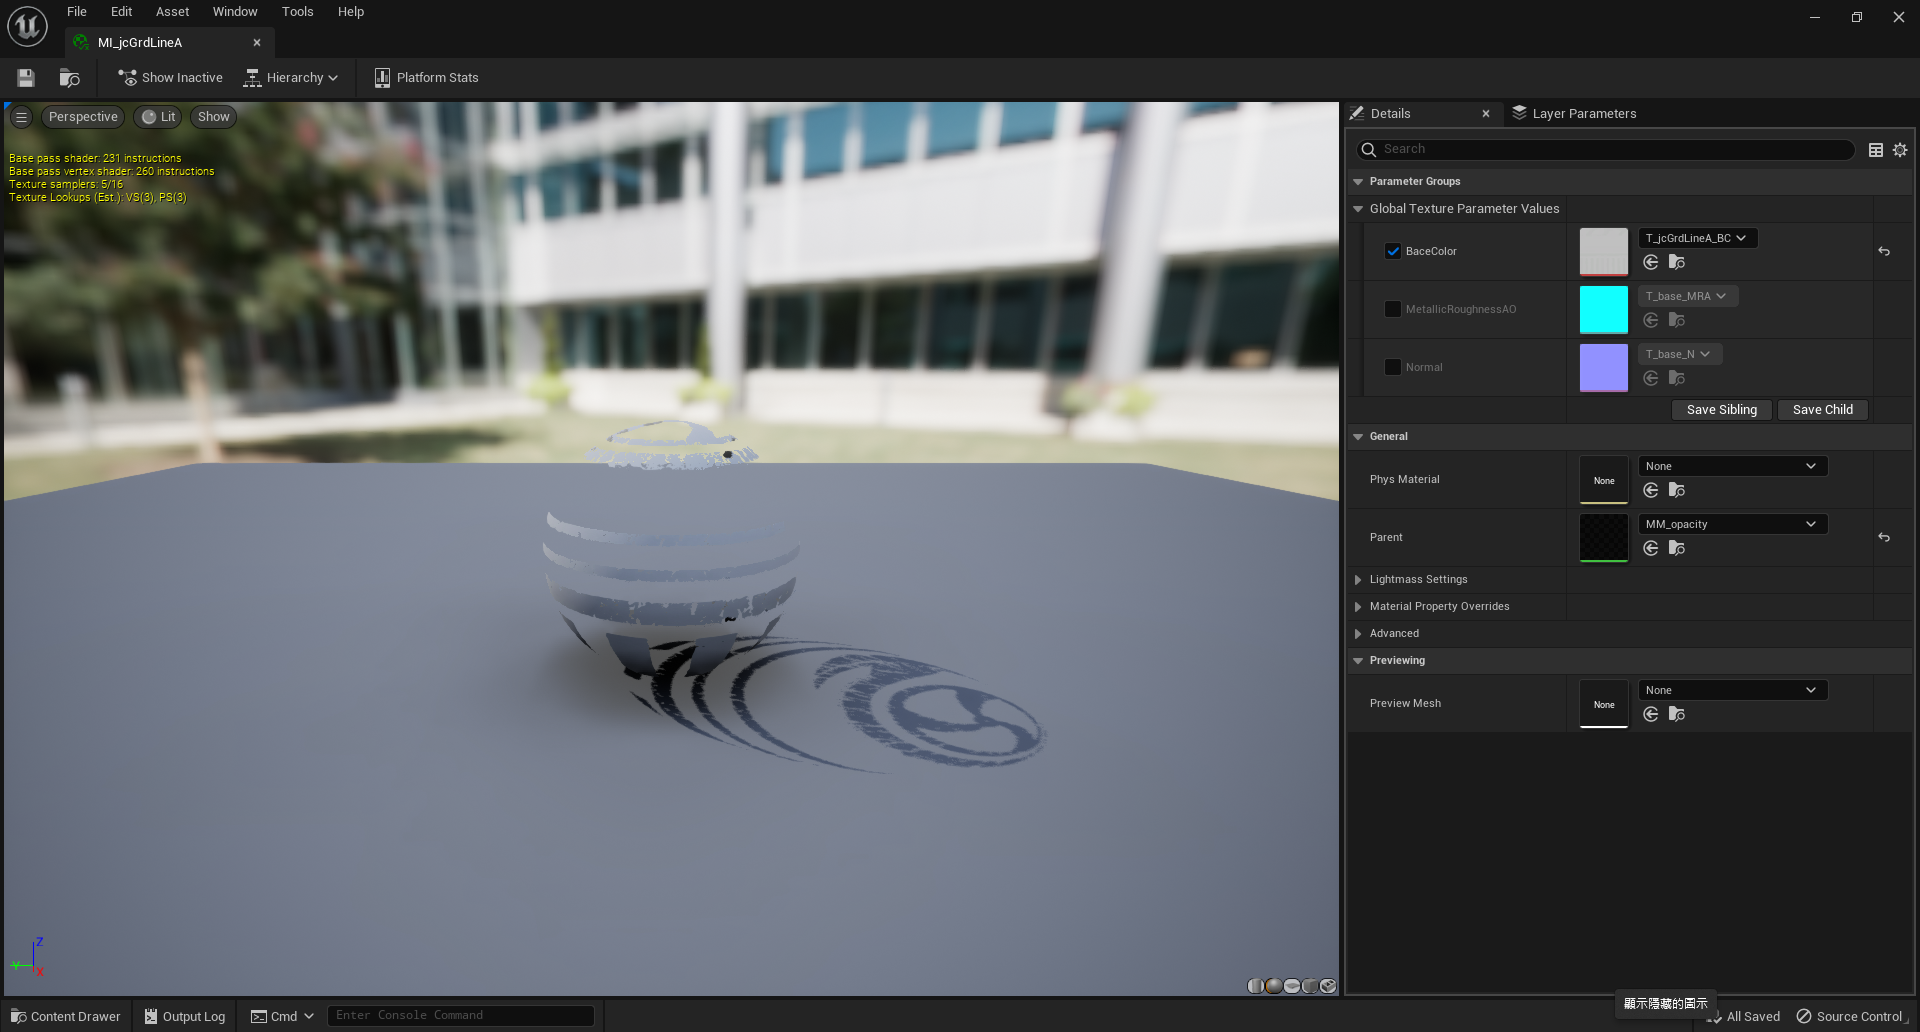 File Edit Asset Window Tools Help
MI_jcGrdLineA
Show Inactive Hierarchy Platform Stats
Perspective Lit Show
Base pass shader: 231 instructions
Base pass vertex shader: 260 instructions
Texture samplers: 5/16
Texture Lookups (Est.): VS(3), PS(3)
Z
Y
X
Details Layer Parameters
Search
Parameter Groups
Global Texture Parameter Values
BaceColor T_jcGrdLineA_BC
MetallicRoughnessAO T_base_MRA
Normal T_base_N
Save Sibling Save Child
General
Phys Material None None
Parent MM_opacity
Lightmass Settings
Material Property Overrides
Advanced
Previewing
Preview Mesh None None
顯示隱藏的圖示
Content Drawer Output Log Cmd Enter Console Command All Saved Source Control